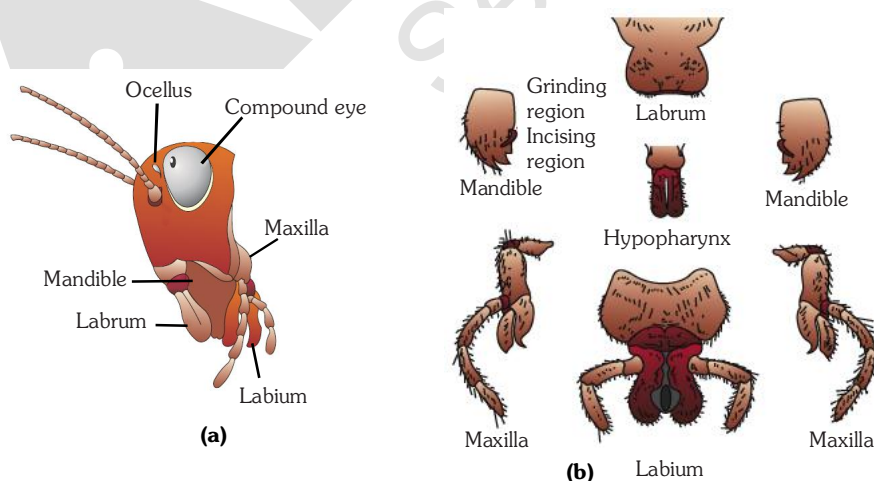 Ocellus
Compound eye
Maxilla
Mandible
Labrum
Labium
(a)
Labrum
Grinding
region
Incising
region
Mandible
Mandible
Hypopharynx
Maxilla
Maxilla
Labium
(b)